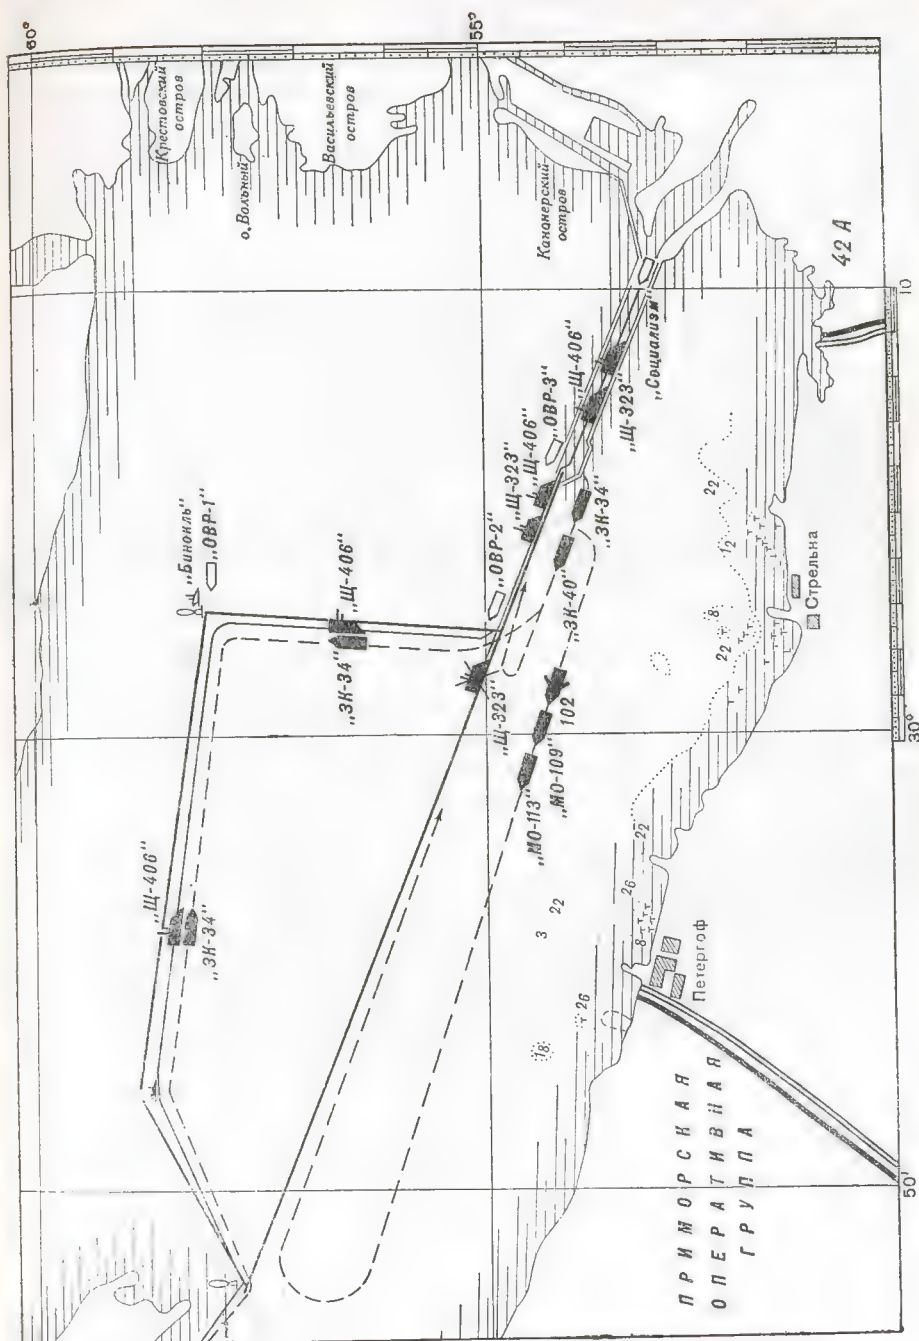 60°
55°
Крестовский
остров
о. Вольный
Васильевский
остров
Канонерский
остров
42 А
10
„Социализм"
„Щ-406"
„Щ-323"
„ОВР-3"
„Щ-406"
„Щ-323"
„ЗК-34"
„ЗК-40"
„ОВР-2"
„Бинокль"
„ОВР-1"
„Щ-406"
„ЗК-34"
„Щ-323"
102
„МО-109"
„МО-113"
30°
22
12
8
22
Стрельна
22
26
8
Петергоф
3
22
26
18
„Щ-406"
„ЗК-34"
ПРИМОРСКАЯ
ОПЕРАТИВНАЯ
ГРУППА
50'